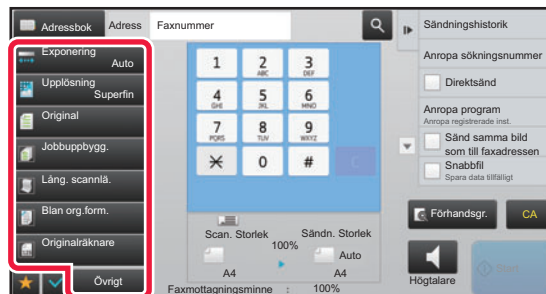 Adressbok
Adress
Faxnummer
Sändningshistorik
Exponering
Auto
Upplösning
Superfin
Original
Jobbuppbygg.
Lång. scannlä.
Blan org.form.
Originalräknare
Övrigt
1
2
ABC
3
DEF
4
GHI
5
JKL
6
MNO
7
PQRS
8
TUV
9
WXYZ
0
#
C
Scan. Storlek
100%
Sändn. Storlek
Auto
A4
A4
Faxmottagningsminne : 100%
Anropa sökningsnummer
Direktsänd
Anropa program
Anropa registrerade inst.
Sänd samma bild
som till faxadressen
Snabbfil
Spara data tillfälligt
Förhandsgr.
CA
Högtalare
Start